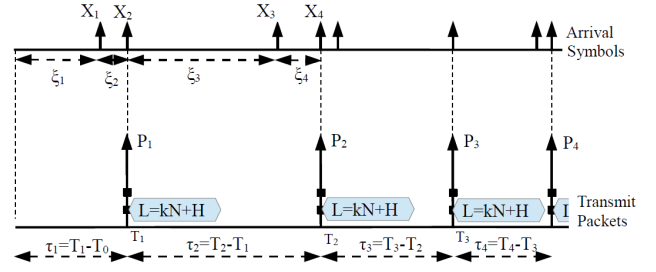 X₁ X₂ X₃ X₄
Arrival
Symbols
ξ₁ ξ₂ ξ₃ ξ₄
P₁ P₂ P₃ P₄
L=kN+H L=kN+H L=kN+H L
Transmit
Packets
T₁ T₂ T₃
τ₁=T₁-T₀ τ₂=T₂-T₁ τ₃=T₃-T₂ τ₄=T₄-T₃